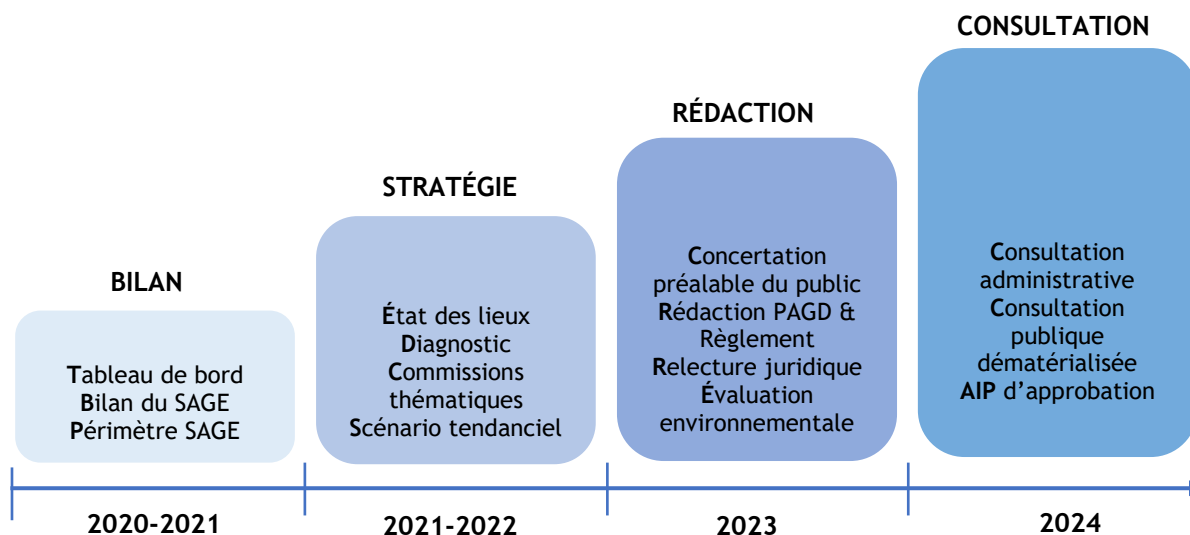 BILAN
Tableau de bord
Bilan du SAGE
Périmètre SAGE
2020-2021
STRATÉGIE
État des lieux
Diagnostic
Commissions
thématiques
Scénario tendanciel
2021-2022
RÉDACTION
Concertation
préalable du public
Rédaction PAGD &
Règlement
Relecture juridique
Évaluation
environnementale
2023
CONSULTATION
Consultation
administrative
Consultation
publique
dématérialisée
AIP d’approbation
2024